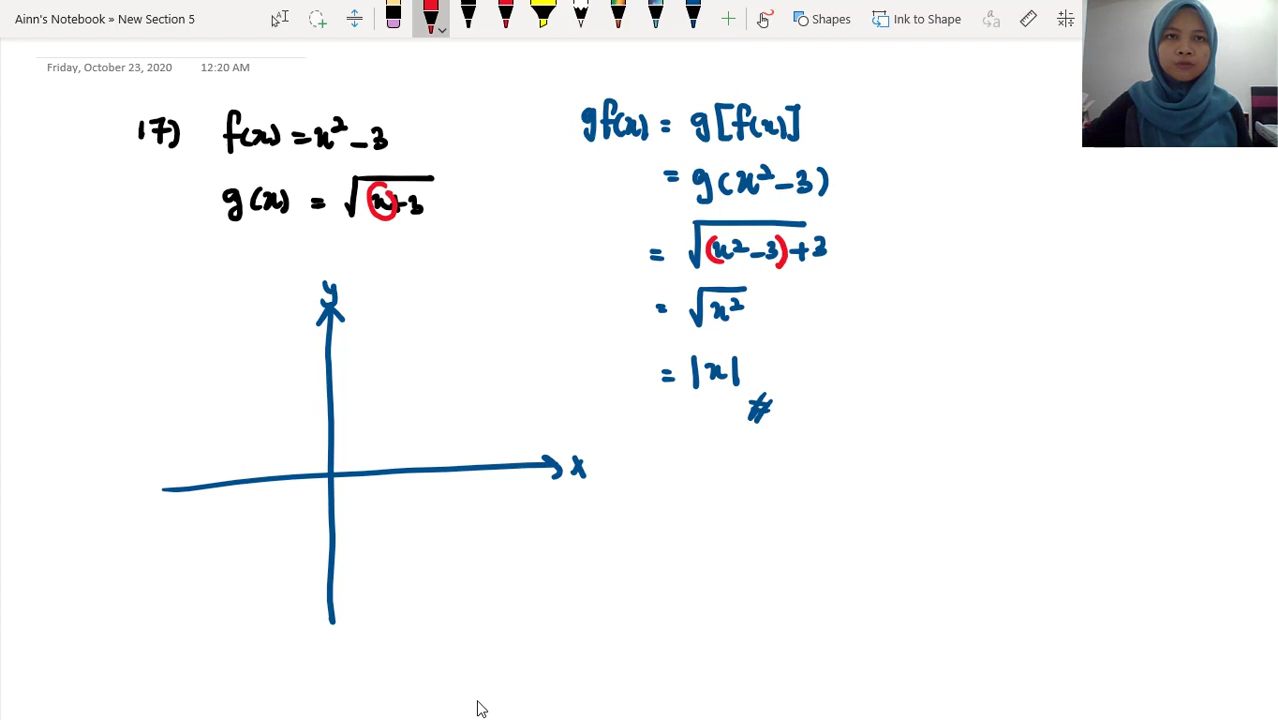 Ainn's Notebook » New Section 5
Shapes
Ink to Shape
Friday, October 23, 2020 12:20 AM
17) f(x) = x² - 3
g(x) = √x+3
gf(x) = g[f(x)]
= g(x² - 3)
= √(x² - 3) + 3
= √x²
= |x|
#
y
x